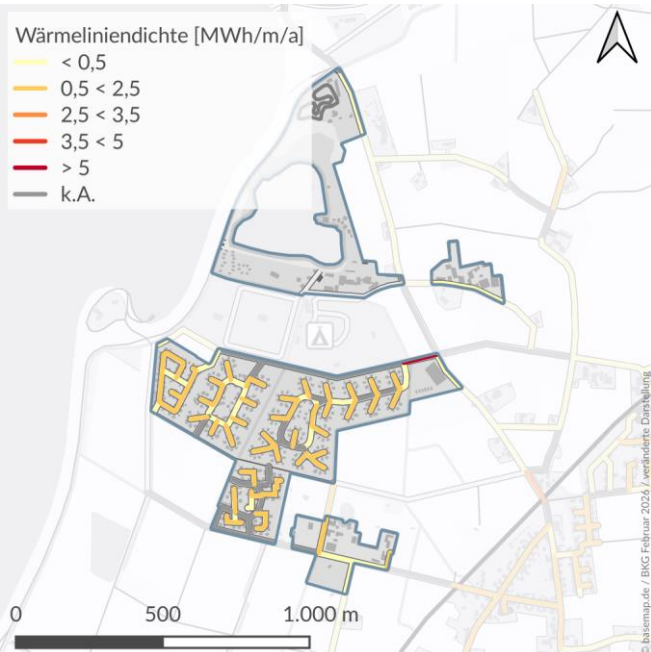 Wärmeliniendichte [MWh/m/a]
< 0,5
0,5 < 2,5
2,5 < 3,5
3,5 < 5
> 5
k.A.
© basemap.de / BKG Februar 2026 / veränderte Darstellung
0 500 1.000 m